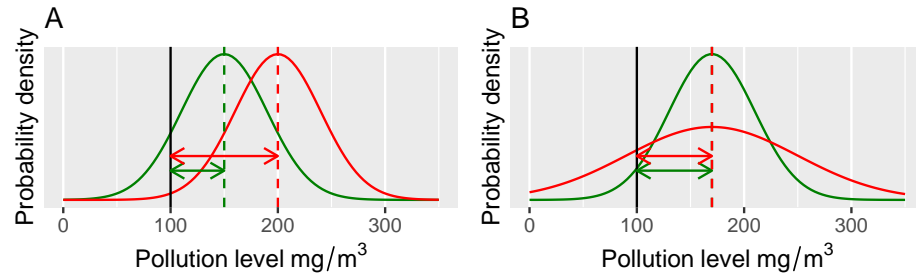 A
Probability density
0 100 200 300
Pollution level mg/m³
B
Probability density
0 100 200 300
Pollution level mg/m³